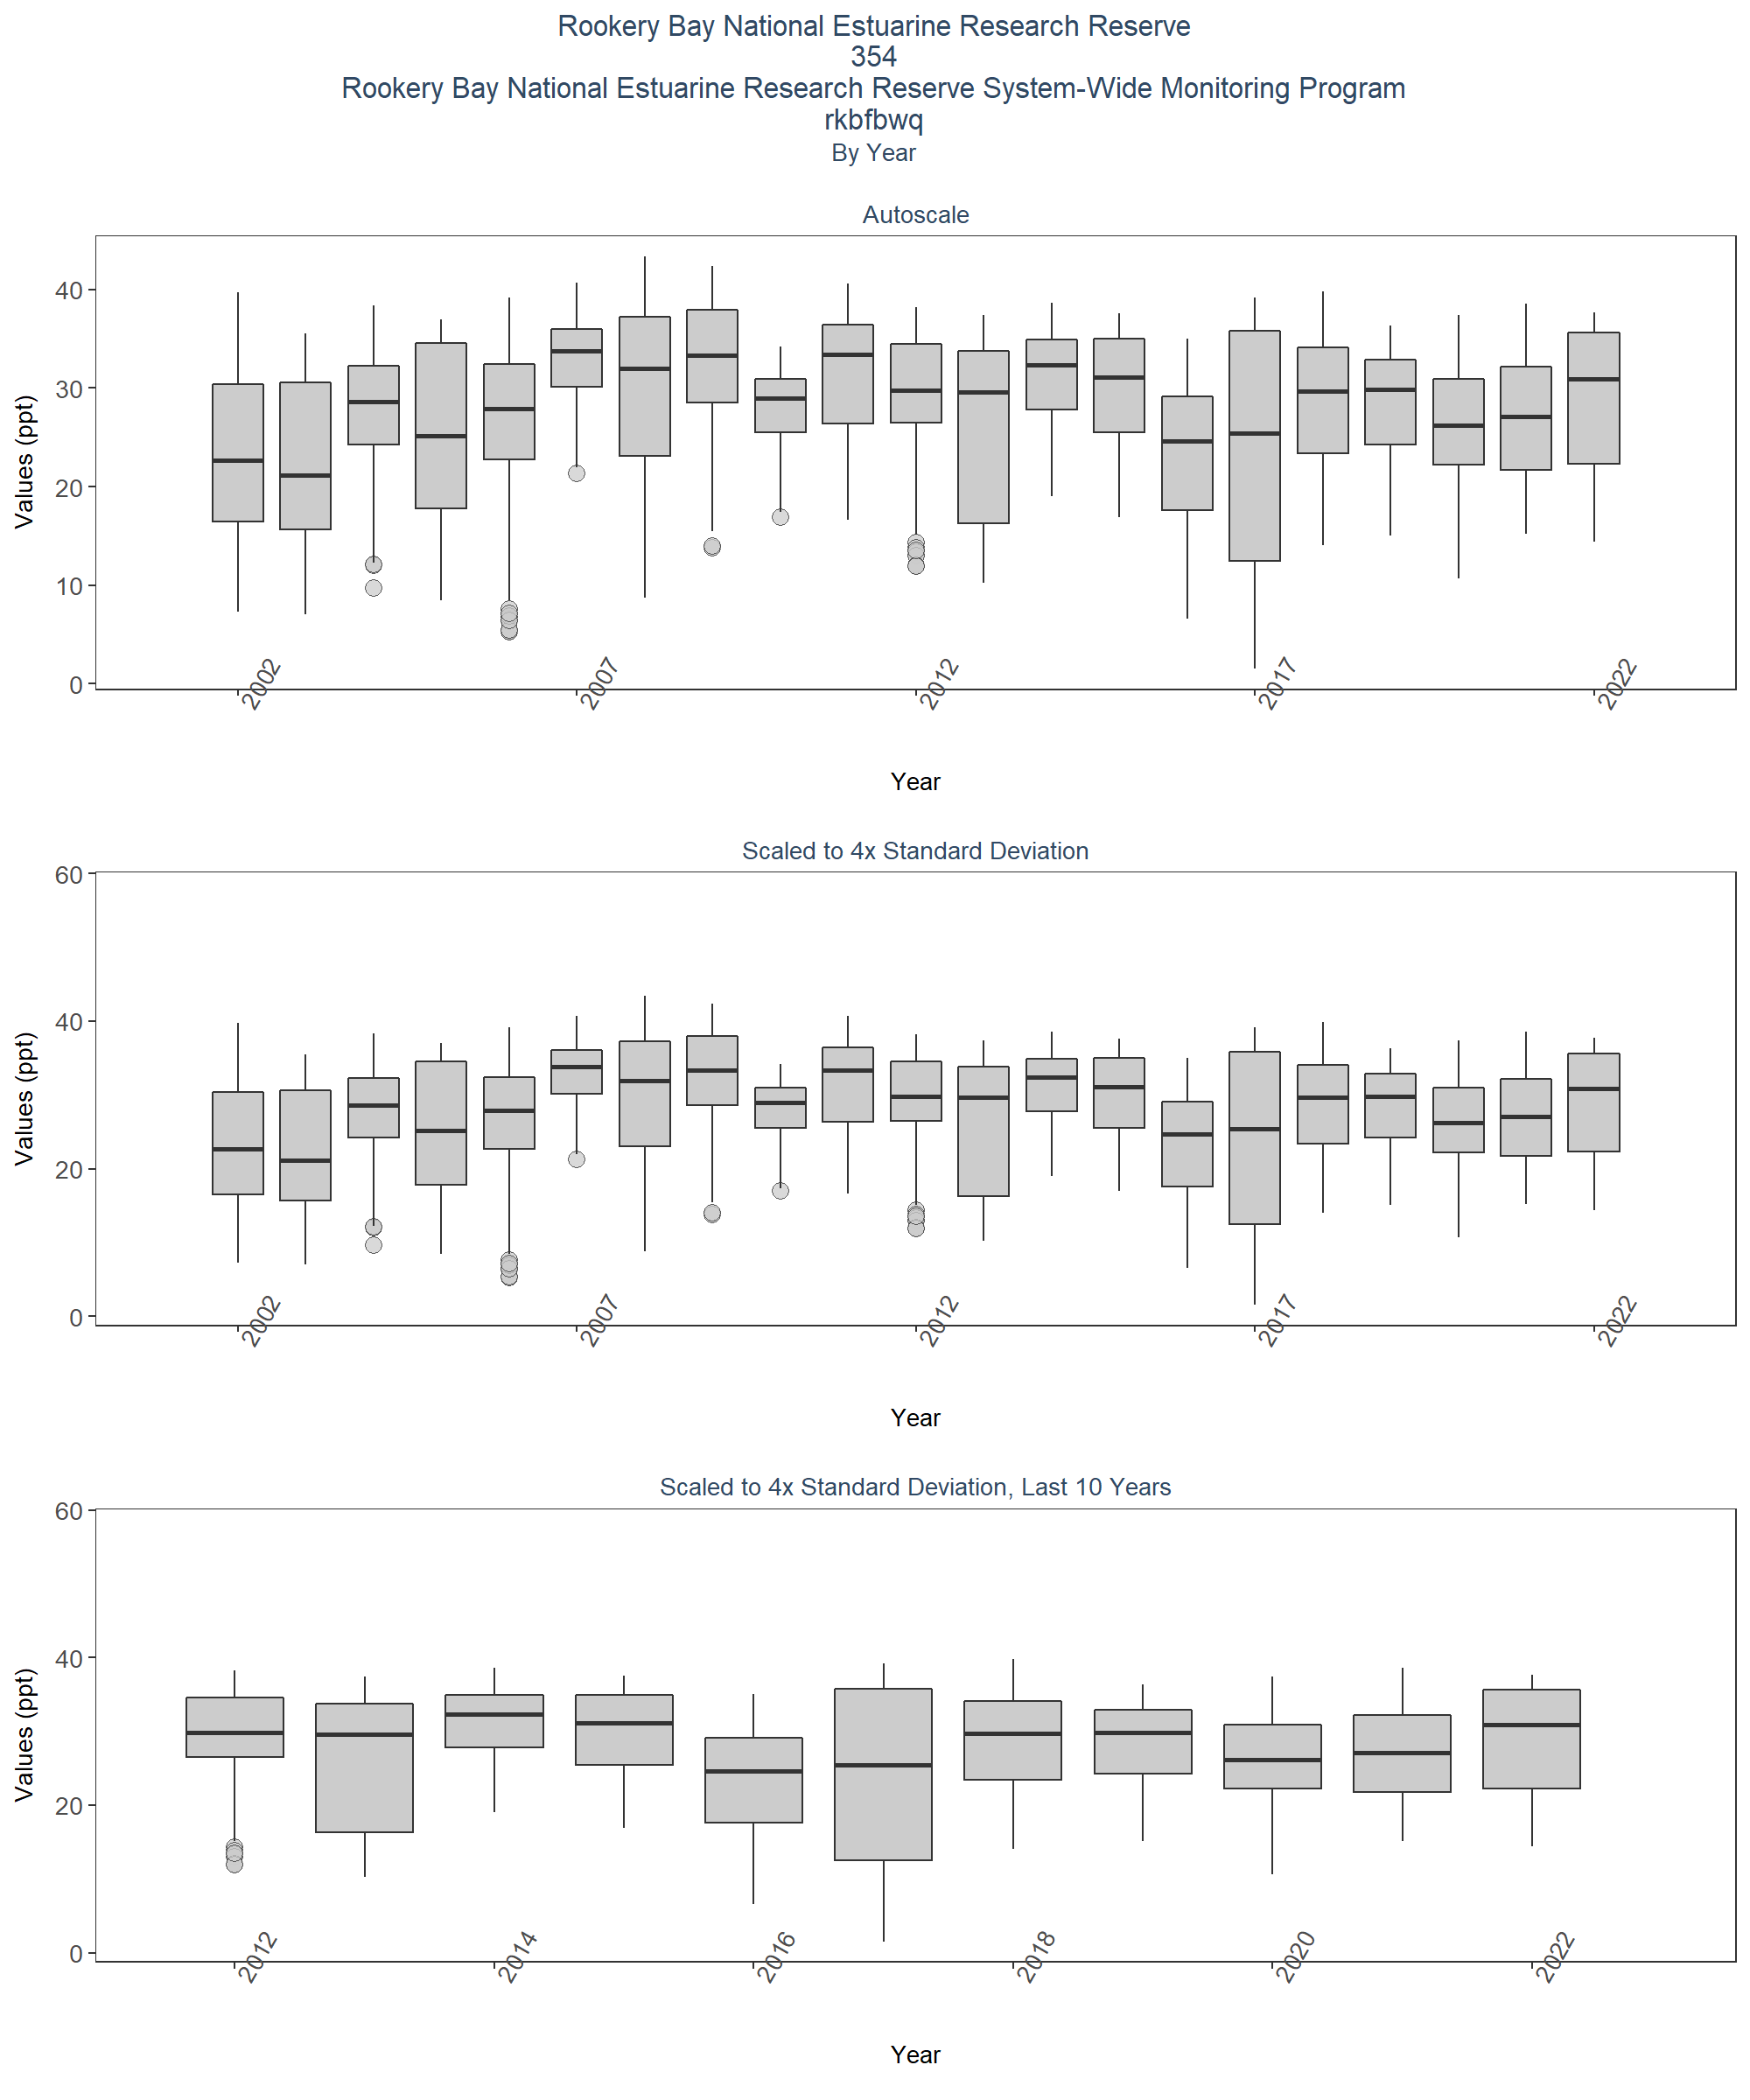 Rookery Bay National Estuarine Research Reserve
354
Rookery Bay National Estuarine Research Reserve System-Wide Monitoring Program
rkbfbwq
By Year
Autoscale
Values (ppt)
40
30
20
10
0
2002 2007 2012 2017 2022
Year
Scaled to 4x Standard Deviation
Values (ppt)
60
40
20
0
2002 2007 2012 2017 2022
Year
Scaled to 4x Standard Deviation, Last 10 Years
Values (ppt)
60
40
20
0
2012 2014 2016 2018 2020 2022
Year